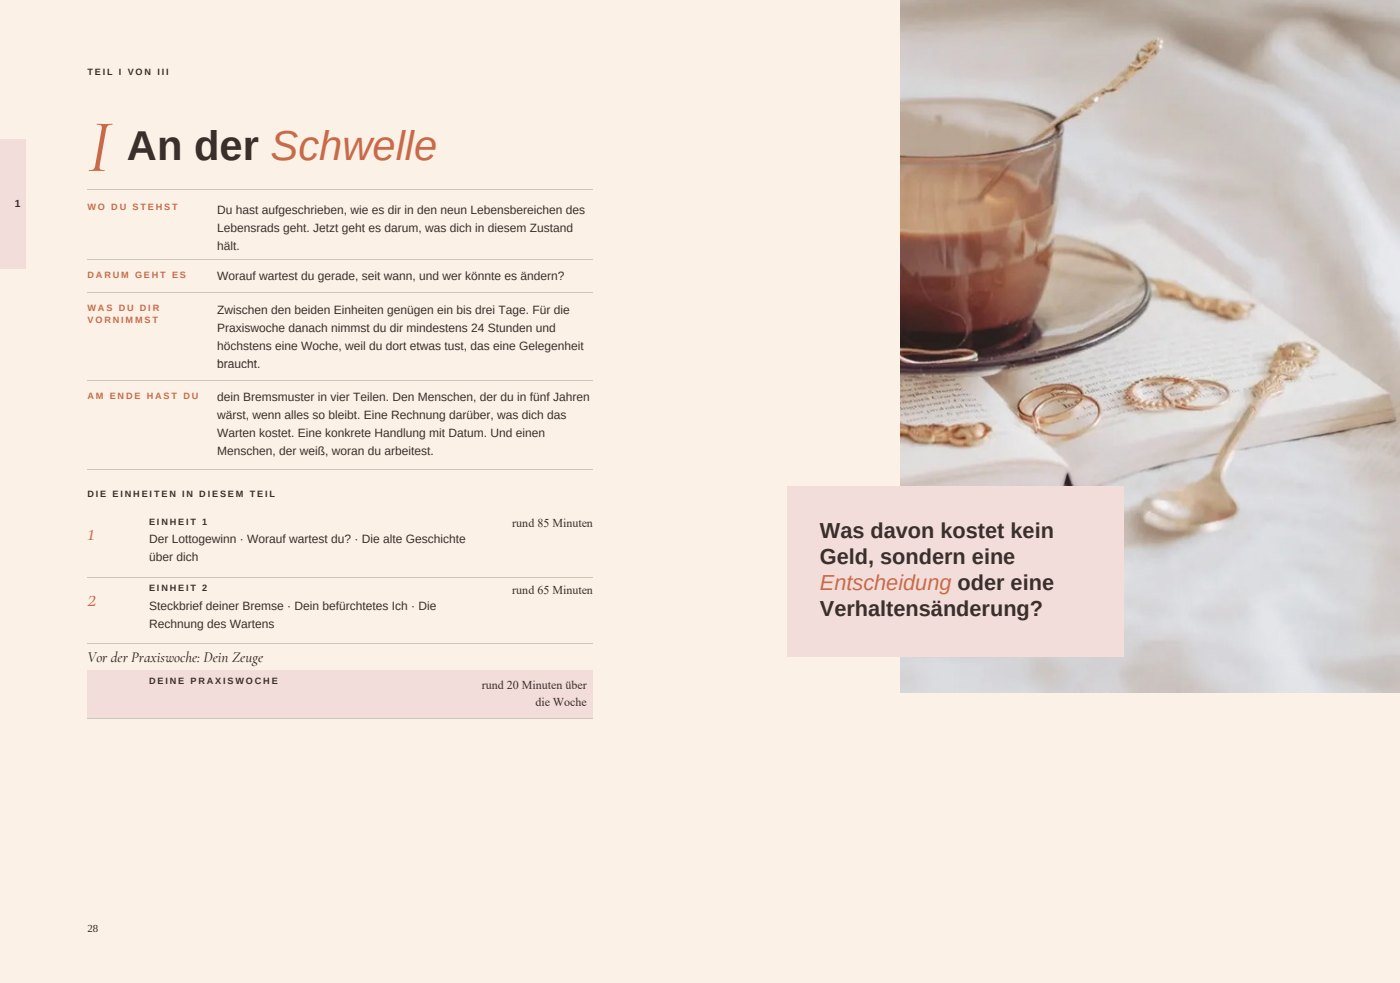 TEIL I VON III
I An der Schwelle
1
WO DU STEHST
Du hast aufgeschrieben, wie es dir in den neun Lebensbereichen des
Lebensrads geht. Jetzt geht es darum, was dich in diesem Zustand
hält.
DARUM GEHT ES
Worauf wartest du gerade, seit wann, und wer könnte es ändern?
WAS DU DIR
VORNIMMST
Zwischen den beiden Einheiten genügen ein bis drei Tage. Für die
Praxiswoche danach nimmst du dir mindestens 24 Stunden und
höchstens eine Woche, weil du dort etwas tust, das eine Gelegenheit
braucht.
AM ENDE HAST DU
dein Bremsmuster in vier Teilen. Den Menschen, der du in fünf Jahren
wärst, wenn alles so bleibt. Eine Rechnung darüber, was dich das
Warten kostet. Eine konkrete Handlung mit Datum. Und einen
Menschen, der weiß, woran du arbeitest.
DIE EINHEITEN IN DIESEM TEIL
1
EINHEIT 1
rund 85 Minuten
Der Lottogewinn · Worauf wartest du? · Die alte Geschichte
über dich
2
EINHEIT 2
rund 65 Minuten
Steckbrief deiner Bremse · Dein befürchtetes Ich · Die
Rechnung des Wartens
Vor der Praxiswoche: Dein Zeuge
DEINE PRAXISWOCHE
rund 20 Minuten über
die Woche
28
Was davon kostet kein
Geld, sondern eine
Entscheidung oder eine
Verhaltensänderung?